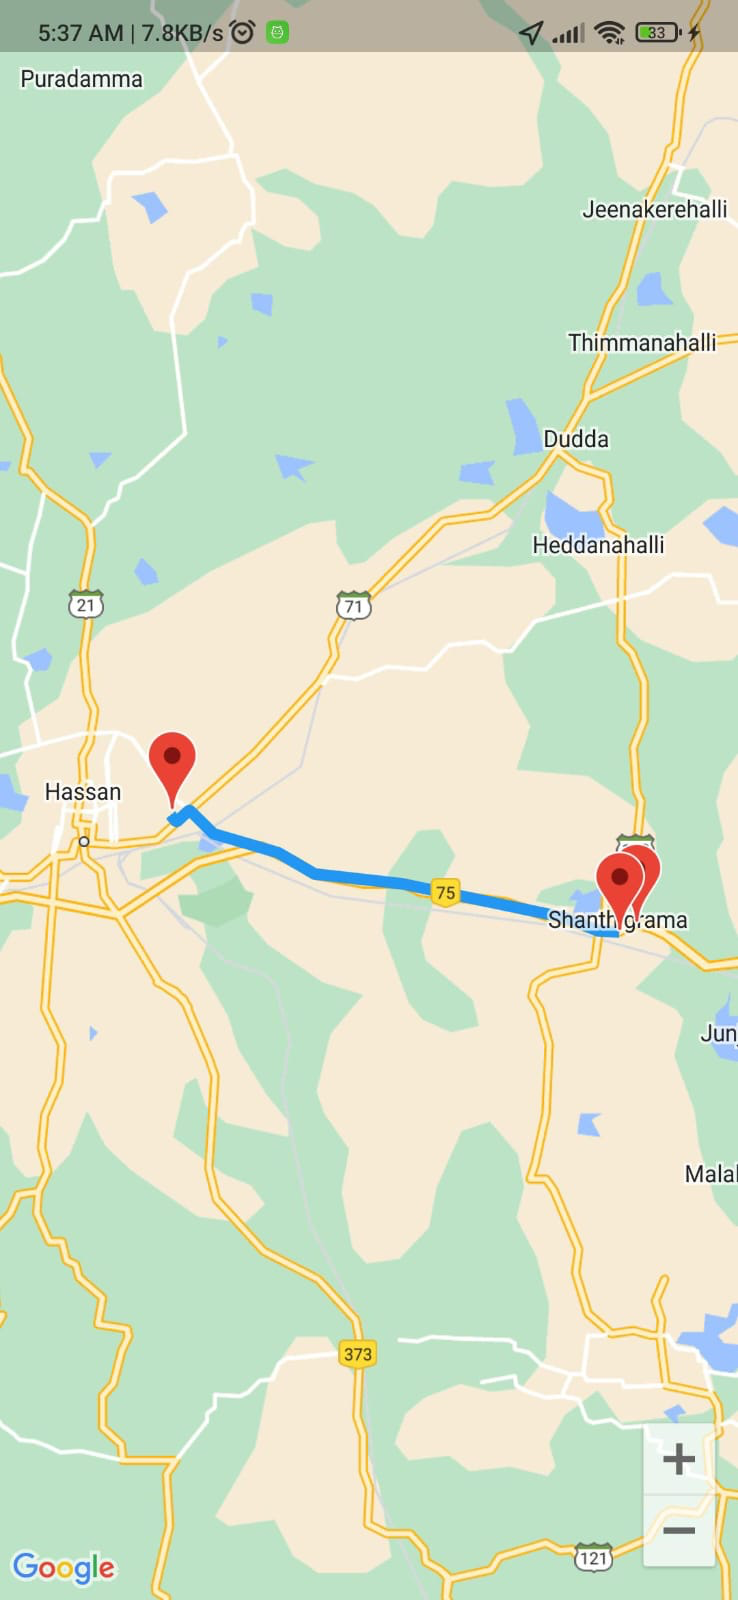 5:37 AM | 7.8KB/s
33
Puradamma
Jeenakerehalli
Thimmanahalli
Dudda
Heddanahalli
21
71
Hassan
75
Shanthigrama
Jun
Malal
373
121
Google